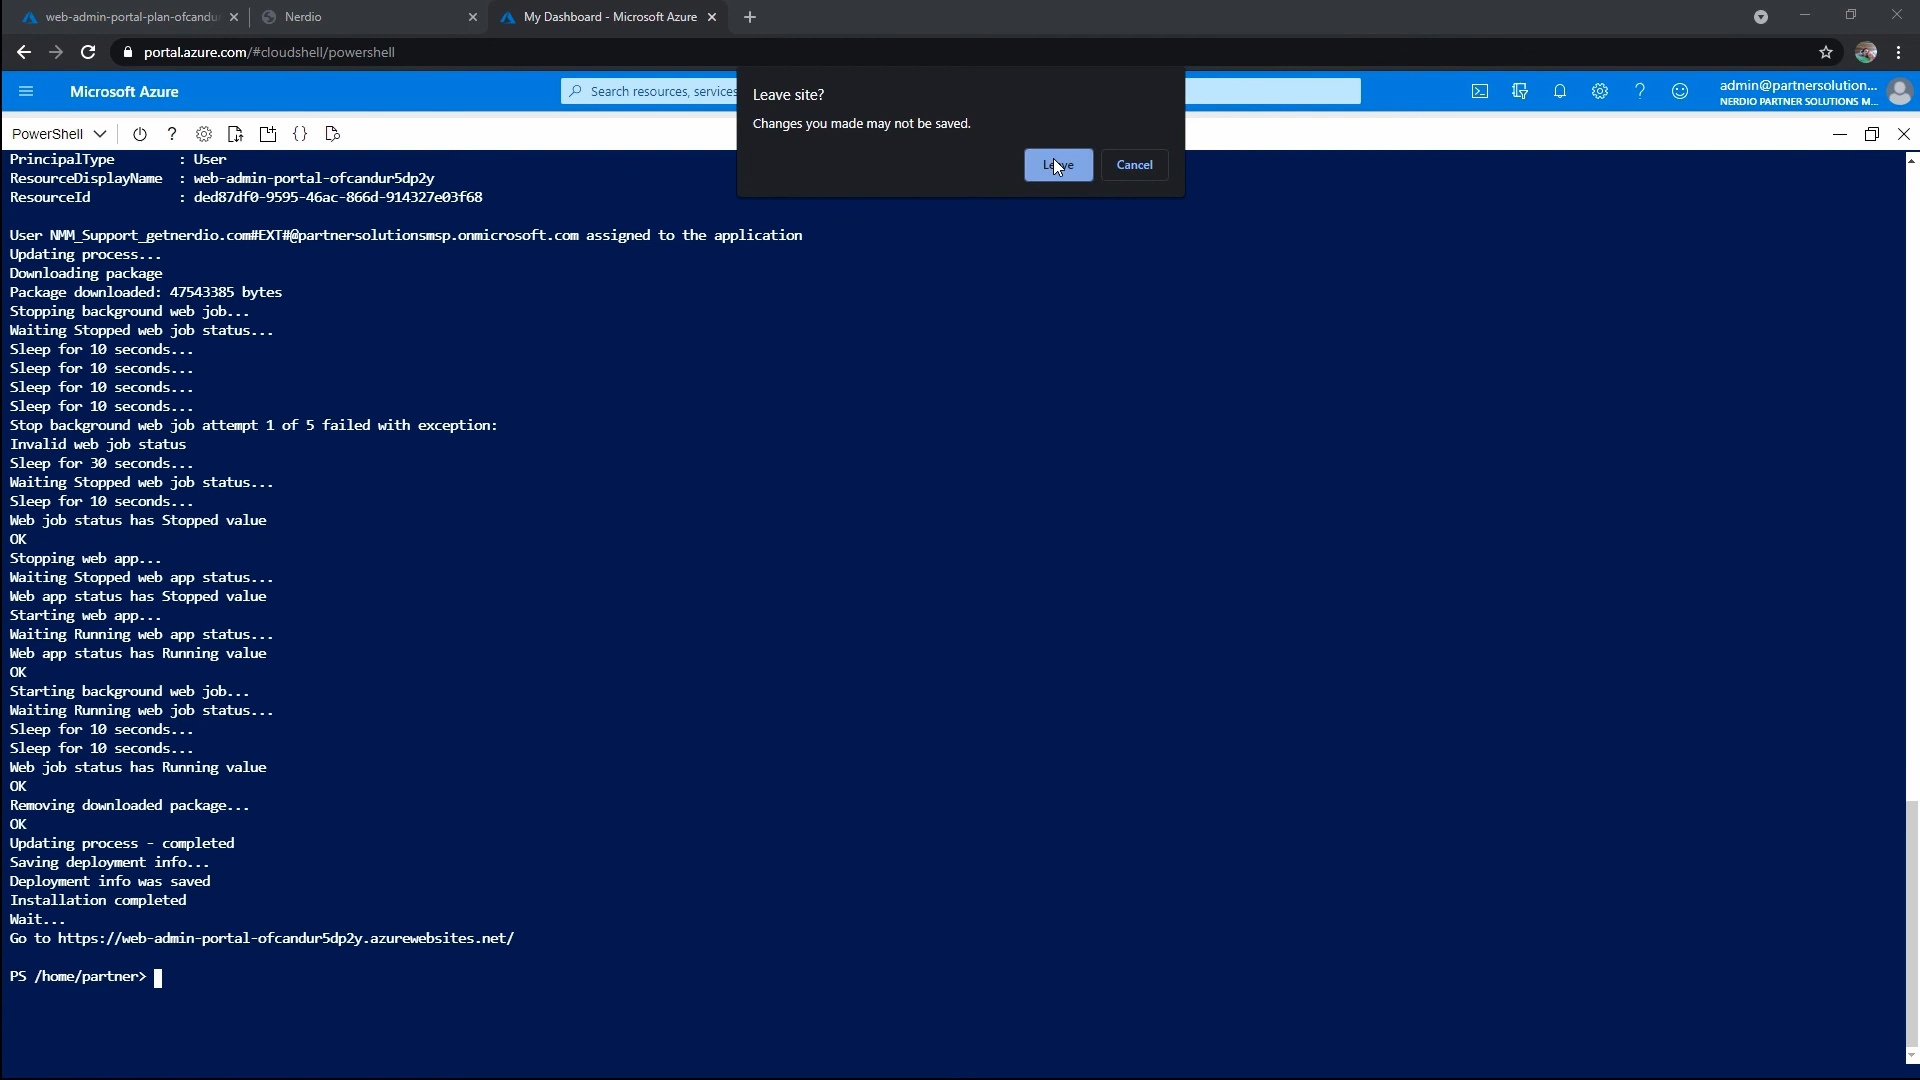 web-admin-portal-plan-ofcandu
Nerdio
My Dashboard - Microsoft Azure
portal.azure.com/#cloudshell/powershell
Microsoft Azure
Search resources, services
admin@partnersolution...
NERDIO PARTNER SOLUTIONS M...
Leave site?
Changes you made may not be saved.
Cancel
PowerShell
PrincipalType : User
ResourceDisplayName : web-admin-portal-ofcandur5dp2y
ResourceId : ded87df0-9595-46ac-866d-914327e03f68
User NMM_Support_getnerdio.com#EXT#@partnersolutionsmsp.onmicrosoft.com assigned to the application
Updating process...
Downloading package
Package downloaded: 47543385 bytes
Stopping background web job...
Waiting Stopped web job status...
Sleep for 10 seconds...
Sleep for 10 seconds...
Sleep for 10 seconds...
Sleep for 10 seconds...
Stop background web job attempt 1 of 5 failed with exception:
Invalid web job status
Sleep for 30 seconds...
Waiting Stopped web job status...
Sleep for 10 seconds...
Web job status has Stopped value
OK
Stopping web app...
Waiting Stopped web app status...
Web app status has Stopped value
Starting web app...
Waiting Running web app status...
Web app status has Running value
OK
Starting background web job...
Waiting Running web job status...
Sleep for 10 seconds...
Sleep for 10 seconds...
Web job status has Running value
OK
Removing downloaded package...
OK
Updating process - completed
Saving deployment info...
Deployment info was saved
Installation completed
Wait...
Go to https://web-admin-portal-ofcandur5dp2y.azurewebsites.net/
PS /home/partner>